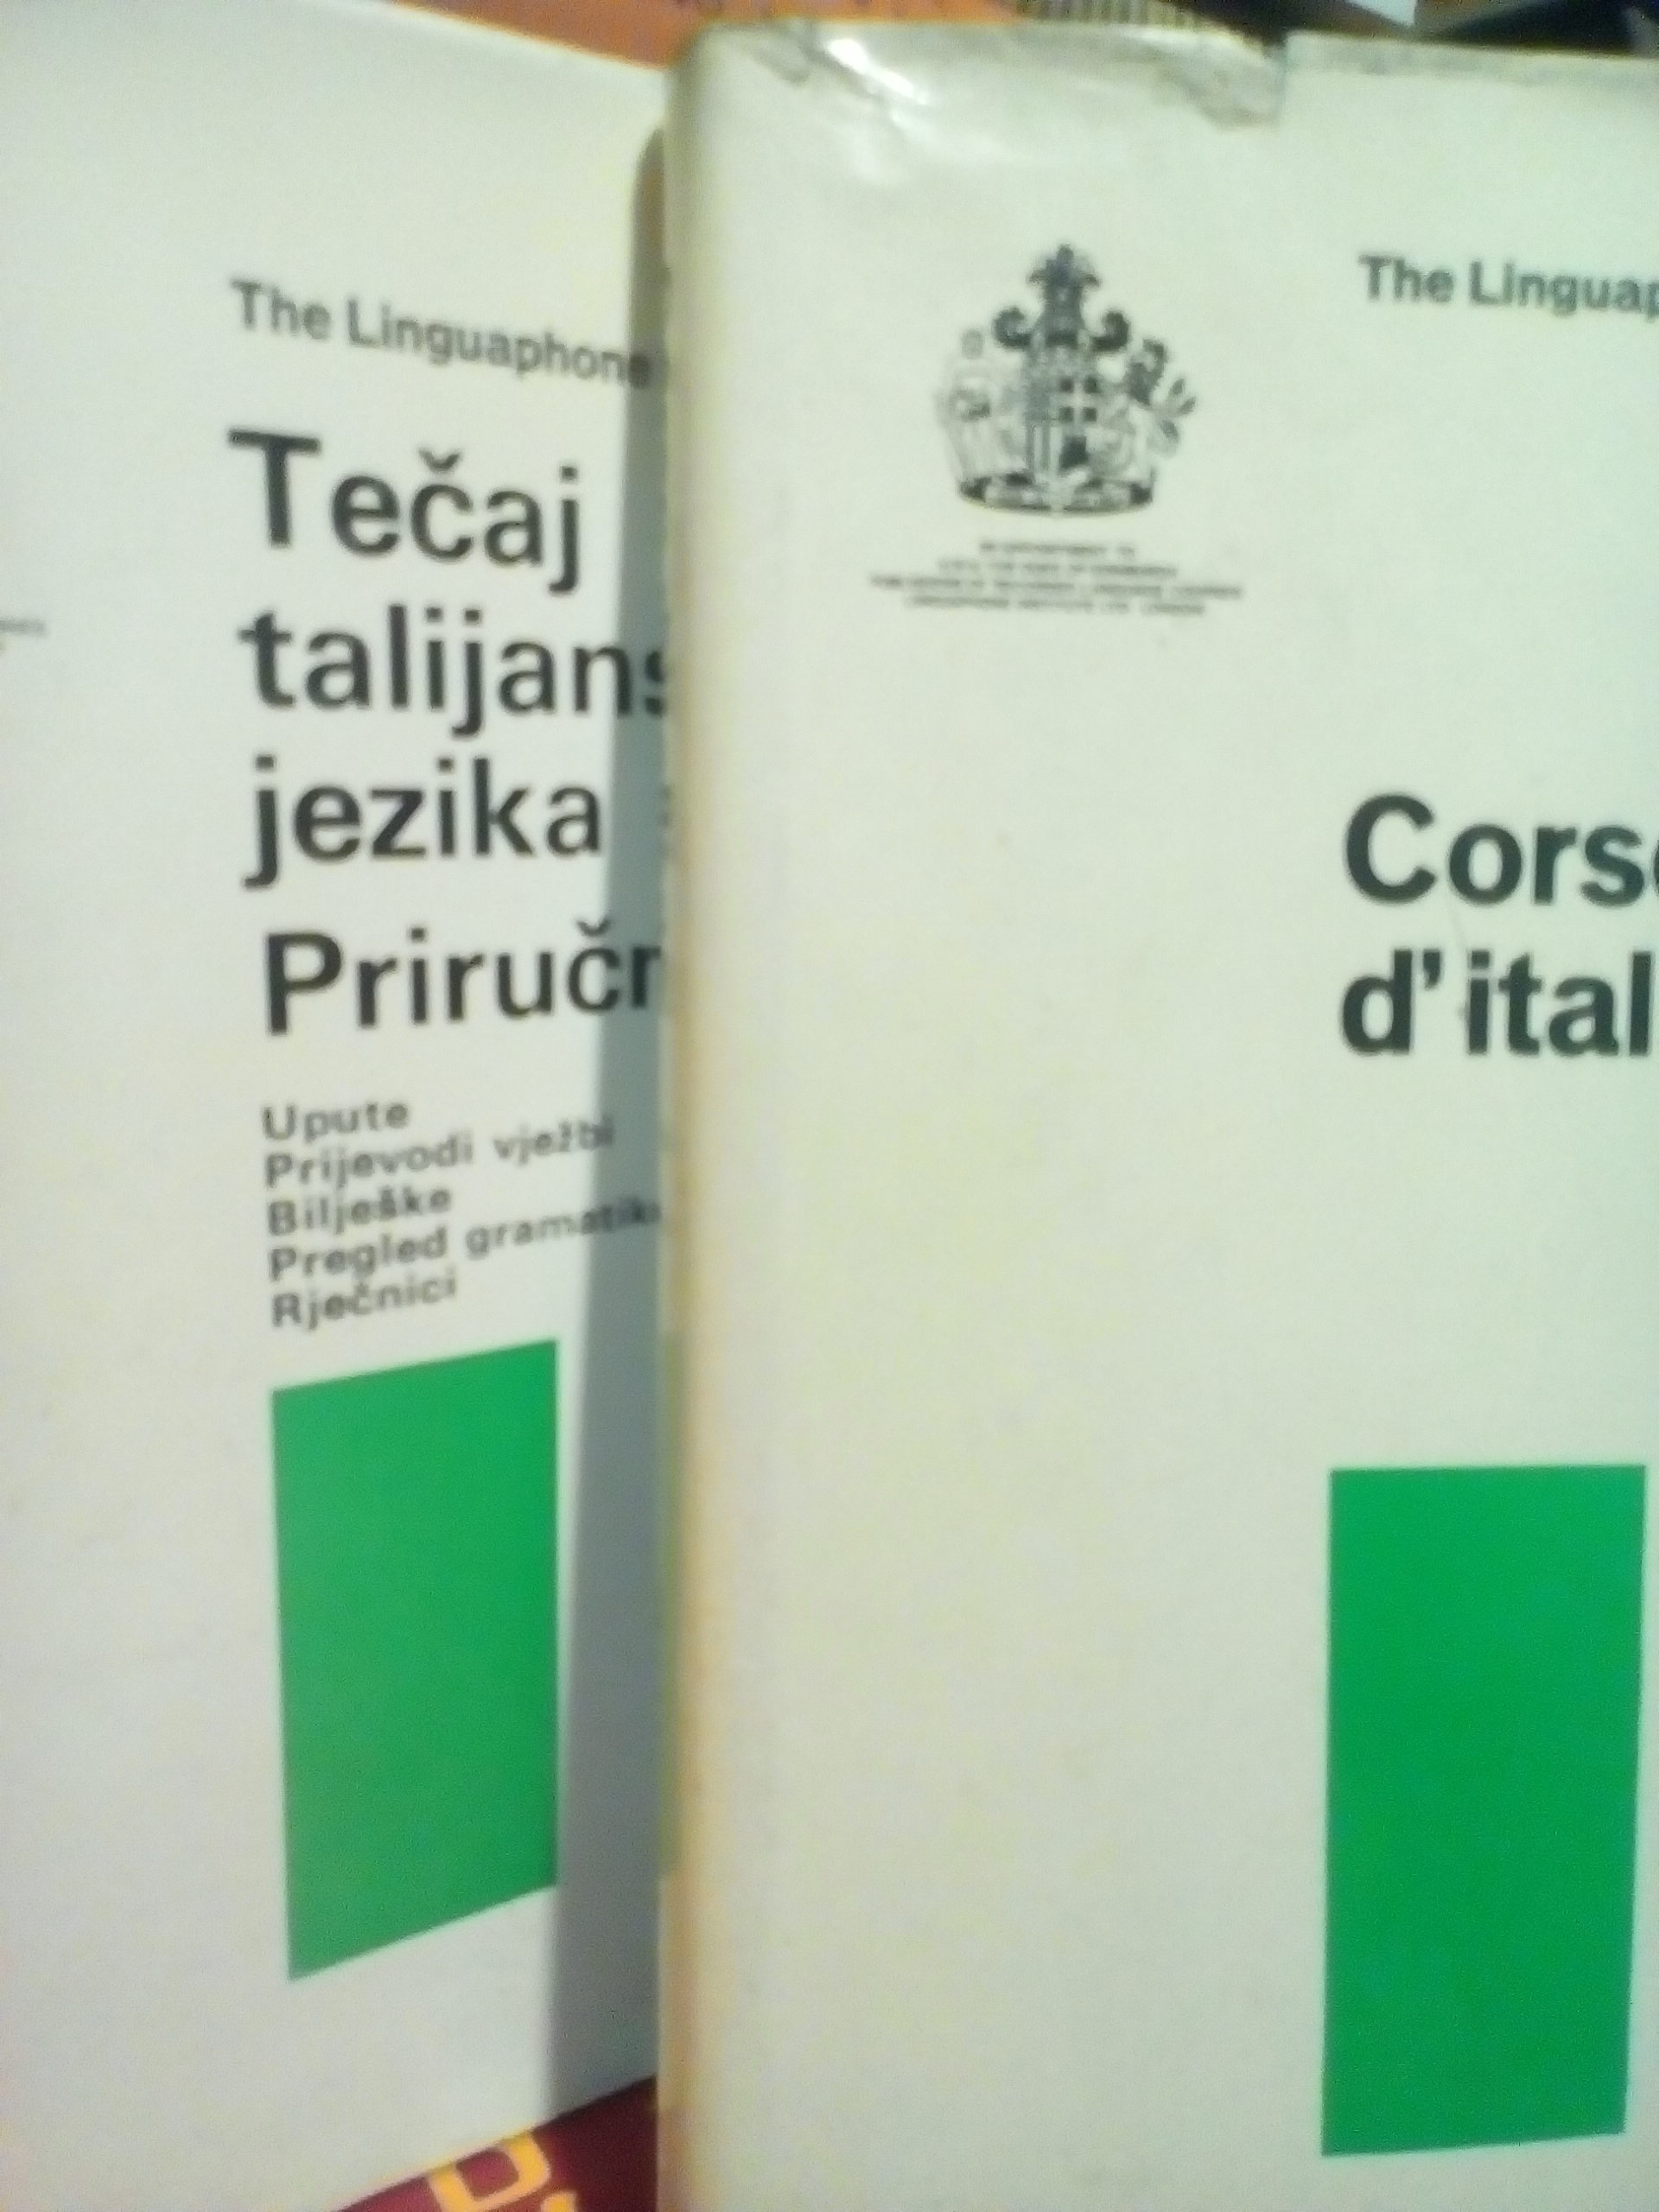 The Linguaphone
Tečaj
talijans
jezika
Priručn
Upute
Prijevodi vježbi
Bilješke
Pregled gramatik
Rječnici
The Linguap
Corso
d'ital